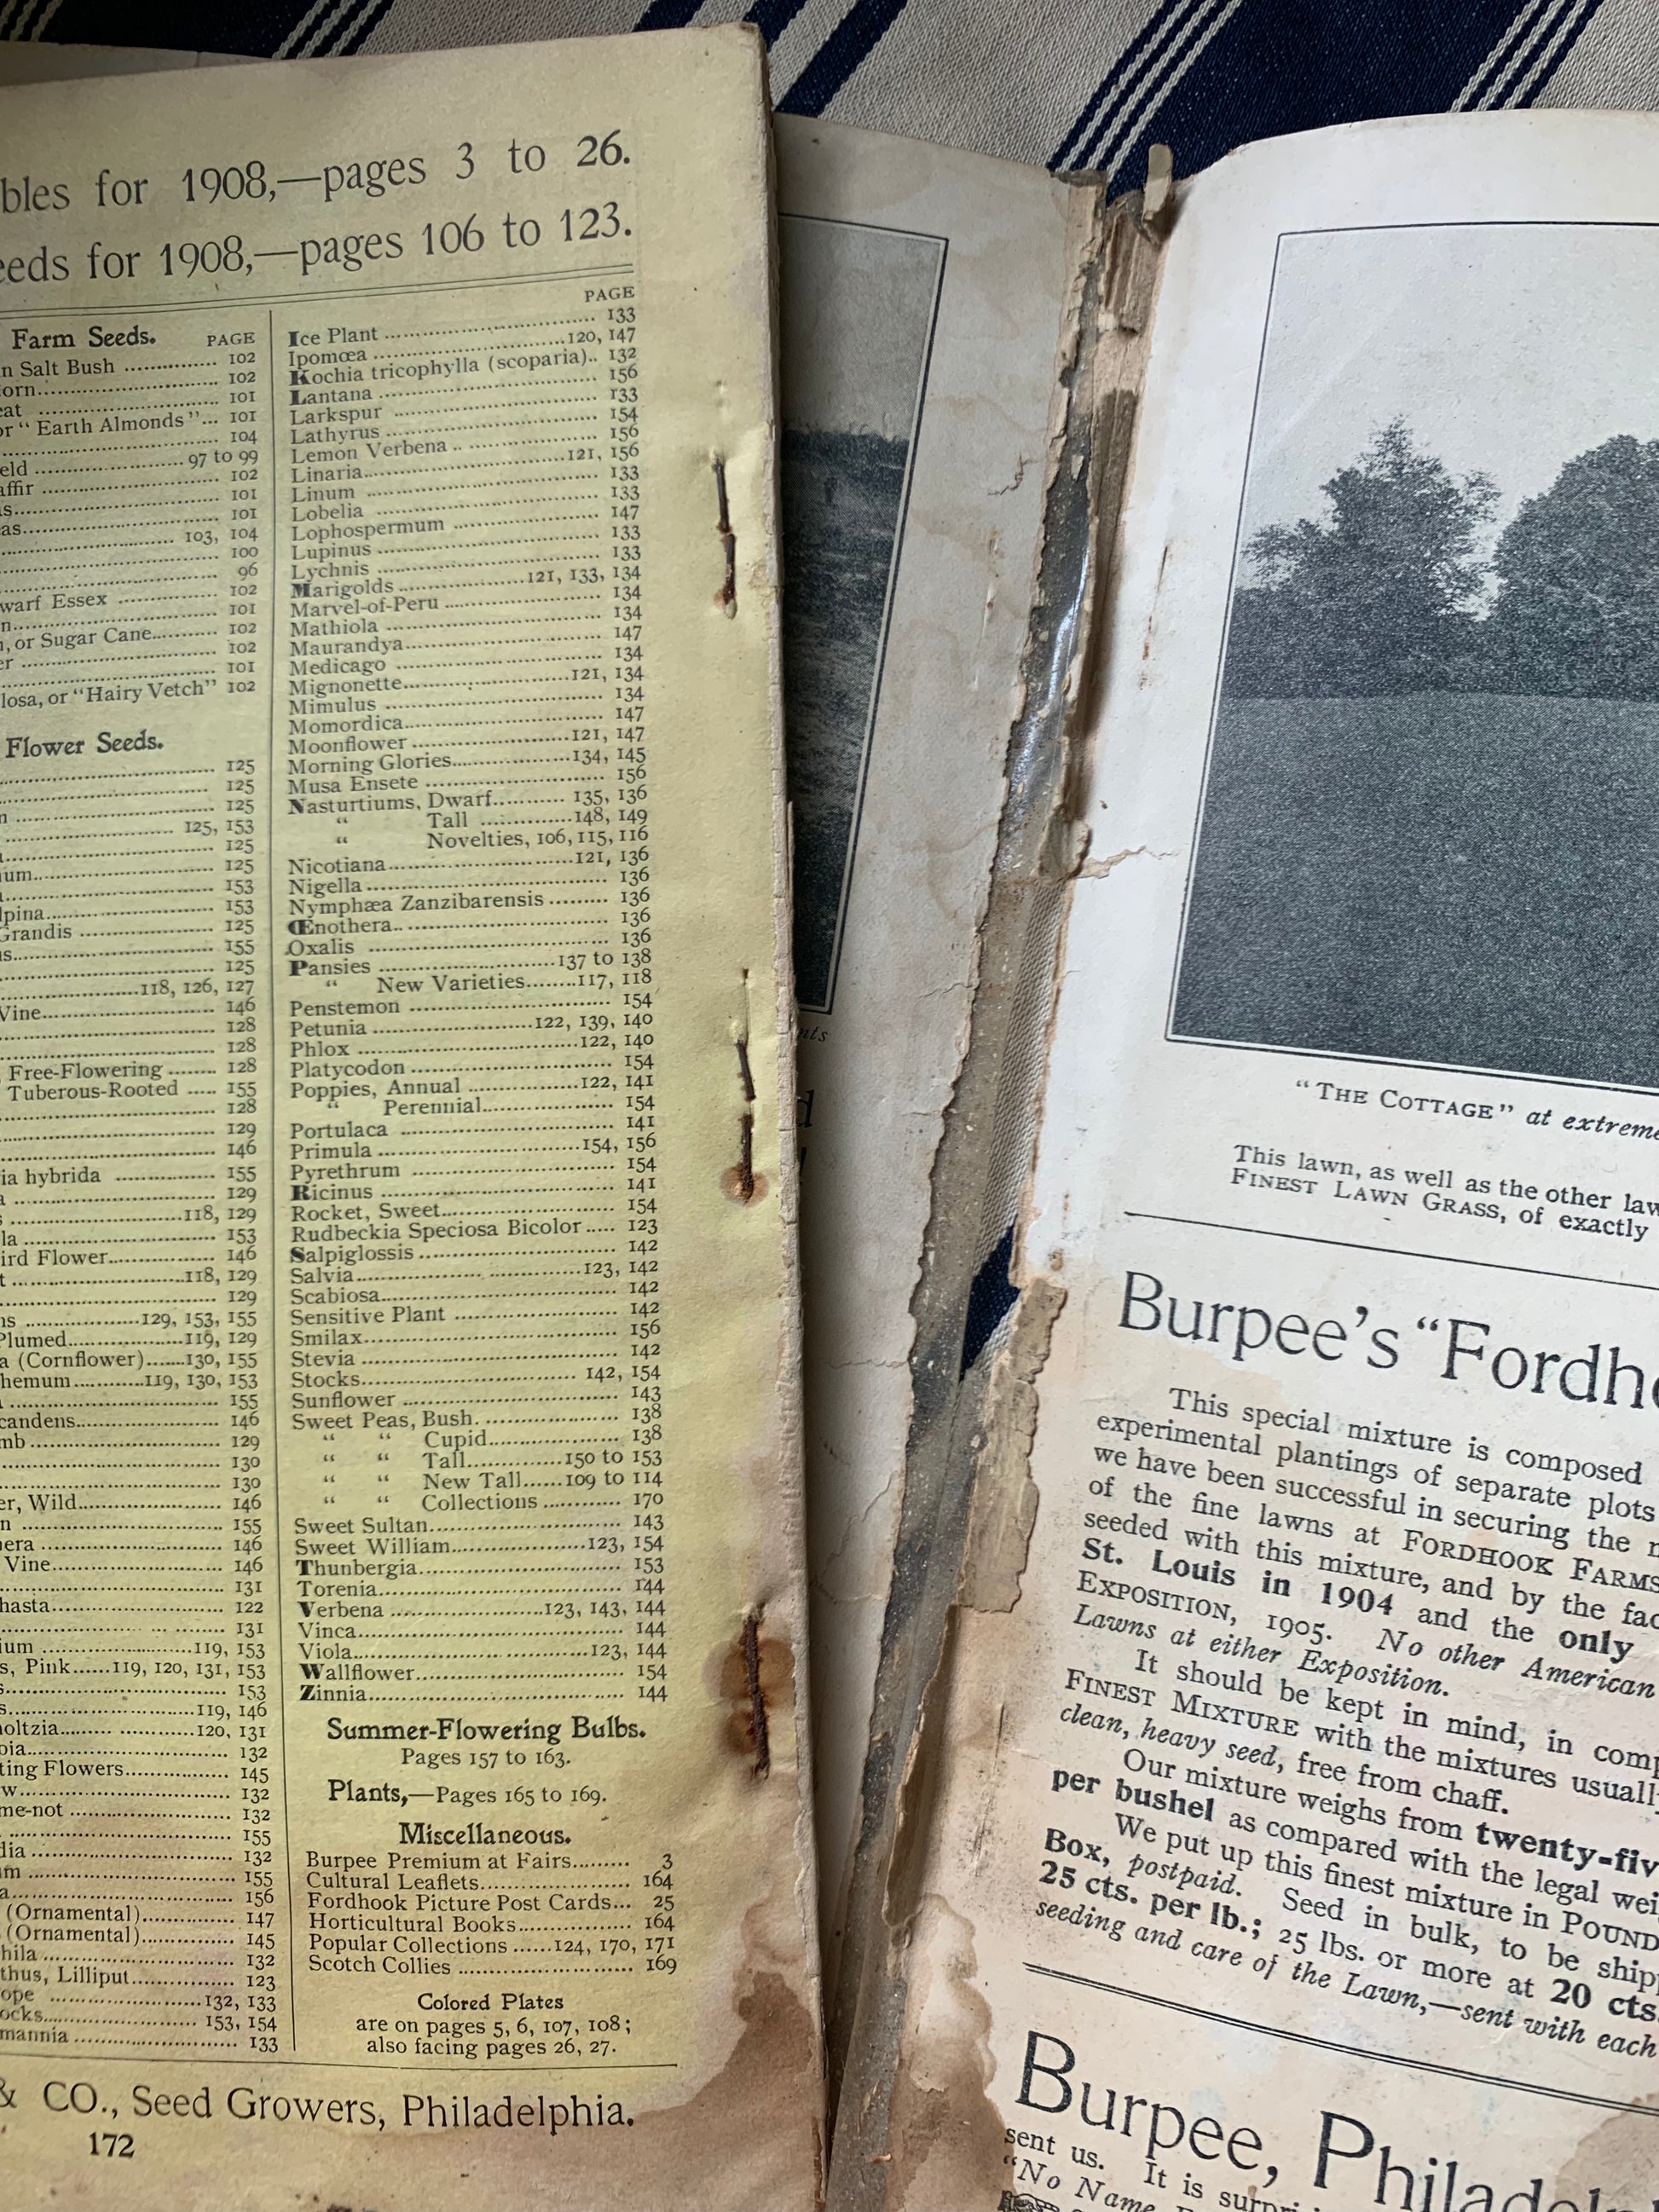 bles for 1908,—pages 3 to 26.
eeds for 1908,—pages 106 to 123.
Farm Seeds. PAGE
n Salt Bush .............. 102
orn.......................... 102
eat .......................... 101
or "Earth Almonds"... 101
.......................... 104
eld .......................... 97 to 99
affir .......................... 102
s.......................... 101
as.......................... 101
.......................... 103, 104
.......................... 100
.......................... 96
warf Essex .............. 102
n.......................... 101
, or Sugar Cane.......... 102
er .......................... 102
.......................... 101
losa, or "Hairy Vetch" 102
Flower Seeds.
.......................... 125
.......................... 125
n .......................... 125
.......................... 125, 153
a.......................... 125
um.......................... 125
.......................... 153
lpina.......................... 153
Grandis .................. 125
us.......................... 155
.......................... 125
..................118, 126, 127
Vine.......................... 146
.......................... 128
.......................... 128
, Free-Flowering ........ 128
Tuberous-Rooted ..... 155
.......................... 128
.......................... 129
.......................... 146
ia hybrida .............. 155
a .......................... 129
s ..........................118, 129
la .......................... 153
ird Flower.................. 146
t ..........................118, 129
.......................... 129
ns ..................129, 153, 155
Plumed..................119, 129
a (Cornflower).......130, 155
hemum............119, 130, 153
.......................... 155
candens.................. 146
mb .......................... 129
.......................... 130
.......................... 130
er, Wild.................. 146
n .......................... 155
nera .......................... 146
Vine.......................... 146
.......................... 131
hasta.......................... 122
.......................... 131
ium ..................119, 153
s, Pink......119, 120, 131, 153
s.......................... 153
s..........................119, 146
holtzia..................120, 131
oia.......................... 132
ting Flowers.............. 145
w.......................... 132
me-not .................. 132
.......................... 155
dia .......................... 132
um .......................... 155
a.......................... 156
(Ornamental).............. 147
(Ornamental).............. 145
hila .......................... 132
thus, Lilliput.............. 123
ope ..................132, 133
ocks..................153, 154
mannia .................. 133
PAGE
Ice Plant .......................... 133
Ipomœa ..........................120, 147
Kochia tricophylla (scoparia).. 132
Lantana .......................... 156
Larkspur .......................... 133
Lathyrus .......................... 154
Lemon Verbena .................. 156
Linaria..........................121, 156
Linum .......................... 133
Lobelia .......................... 133
Lophospermum .................. 147
Lupinus .......................... 133
Lychnis .......................... 133
Marigolds ..................121, 133, 134
Marvel-of-Peru .................. 134
Mathiola .......................... 134
Maurandya.......................... 147
Medicago .......................... 134
Mignonette..................121, 134
Mimulus .......................... 134
Momordica.......................... 147
Moonflower ..................121, 147
Morning Glories..............134, 145
Musa Ensete .................. 156
Nasturtiums, Dwarf........... 135, 136
“ Tall ............148, 149
“ Novelties, 106, 115, 116
Nicotiana..................121, 136
Nigella .......................... 136
Nymphæa Zanzibarensis ......... 136
Œnothera.......................... 136
Oxalis .......................... 136
Pansies ..................137 to 138
“ New Varieties........117, 118
Penstemon .................. 154
Petunia ..................122, 139, 140
Phlox ..................122, 140
Platycodon .................. 154
Poppies, Annual ............122, 141
“ Perennial.................. 154
Portulaca .................. 141
Primula ..................154, 156
Pyrethrum .................. 154
Ricinus .................. 141
Rocket, Sweet.................. 154
Rudbeckia Speciosa Bicolor ..... 123
Salpiglossis .................. 142
Salvia..................123, 142
Scabiosa.................. 142
Sensitive Plant .................. 142
Smilax.................. 156
Stevia .................. 142
Stocks.................. 142, 154
Sunflower .................. 143
Sweet Peas, Bush. .............. 138
“ “ Cupid.................. 138
“ “ Tall............150 to 153
“ “ New Tall......109 to 114
“ “ Collections ........... 170
Sweet Sultan.................. 143
Sweet William............123, 154
Thunbergia.................. 153
Torenia.................. 144
Verbena ..................123, 143, 144
Vinca.................. 144
Viola..................123, 144
Wallflower.................. 154
Zinnia.................. 144
Summer-Flowering Bulbs.
Pages 157 to 163.
Plants,—Pages 165 to 169.
Miscellaneous.
Burpee Premium at Fairs......... 3
Cultural Leaflets.................. 164
Fordhook Picture Post Cards... 25
Horticultural Books............... 164
Popular Collections ......124, 170, 171
Scotch Collies .................. 169
Colored Plates
are on pages 5, 6, 107, 108;
also facing pages 26, 27.
& CO., Seed Growers, Philadelphia.
172
nts
d
"THE COTTAGE" at extreme
This lawn, as well as the other law
FINEST LAWN GRASS, of exactly
Burpee's "Fordho
This special mixture is composed
experimental plantings of separate plots
we have been successful in securing the
of the fine lawns at FORDHOOK FARMS
seeded with this mixture, and by the fac
St. Louis in 1904 and the only
EXPOSITION, 1905. No other American
Lawns at either Exposition.
It should be kept in mind, in comp
FINEST MIXTURE with the mixtures usually
clean, heavy seed, free from chaff.
Our mixture weighs from twenty-fiv
per bushel as compared with the legal wei
We put up this finest mixture in POUND
Box, postpaid. Seed in bulk, to be ship
25 cts. per lb.; 25 lbs. or more at 20 cts.
seeding and care of the Lawn,—sent with each
Burpee, Philadelp
sent us. It is surpri
"No Name